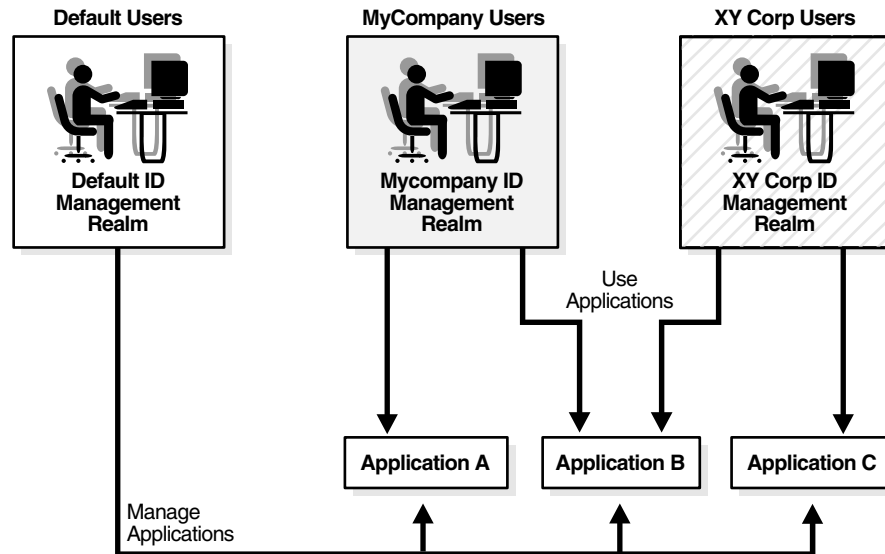 Default Users
MyCompany Users
XY Corp Users
Default ID
Management
Realm
Mycompany ID
Management
Realm
XY Corp ID
Management
Realm
Use
Applications
Application A
Application B
Application C
Manage
Applications